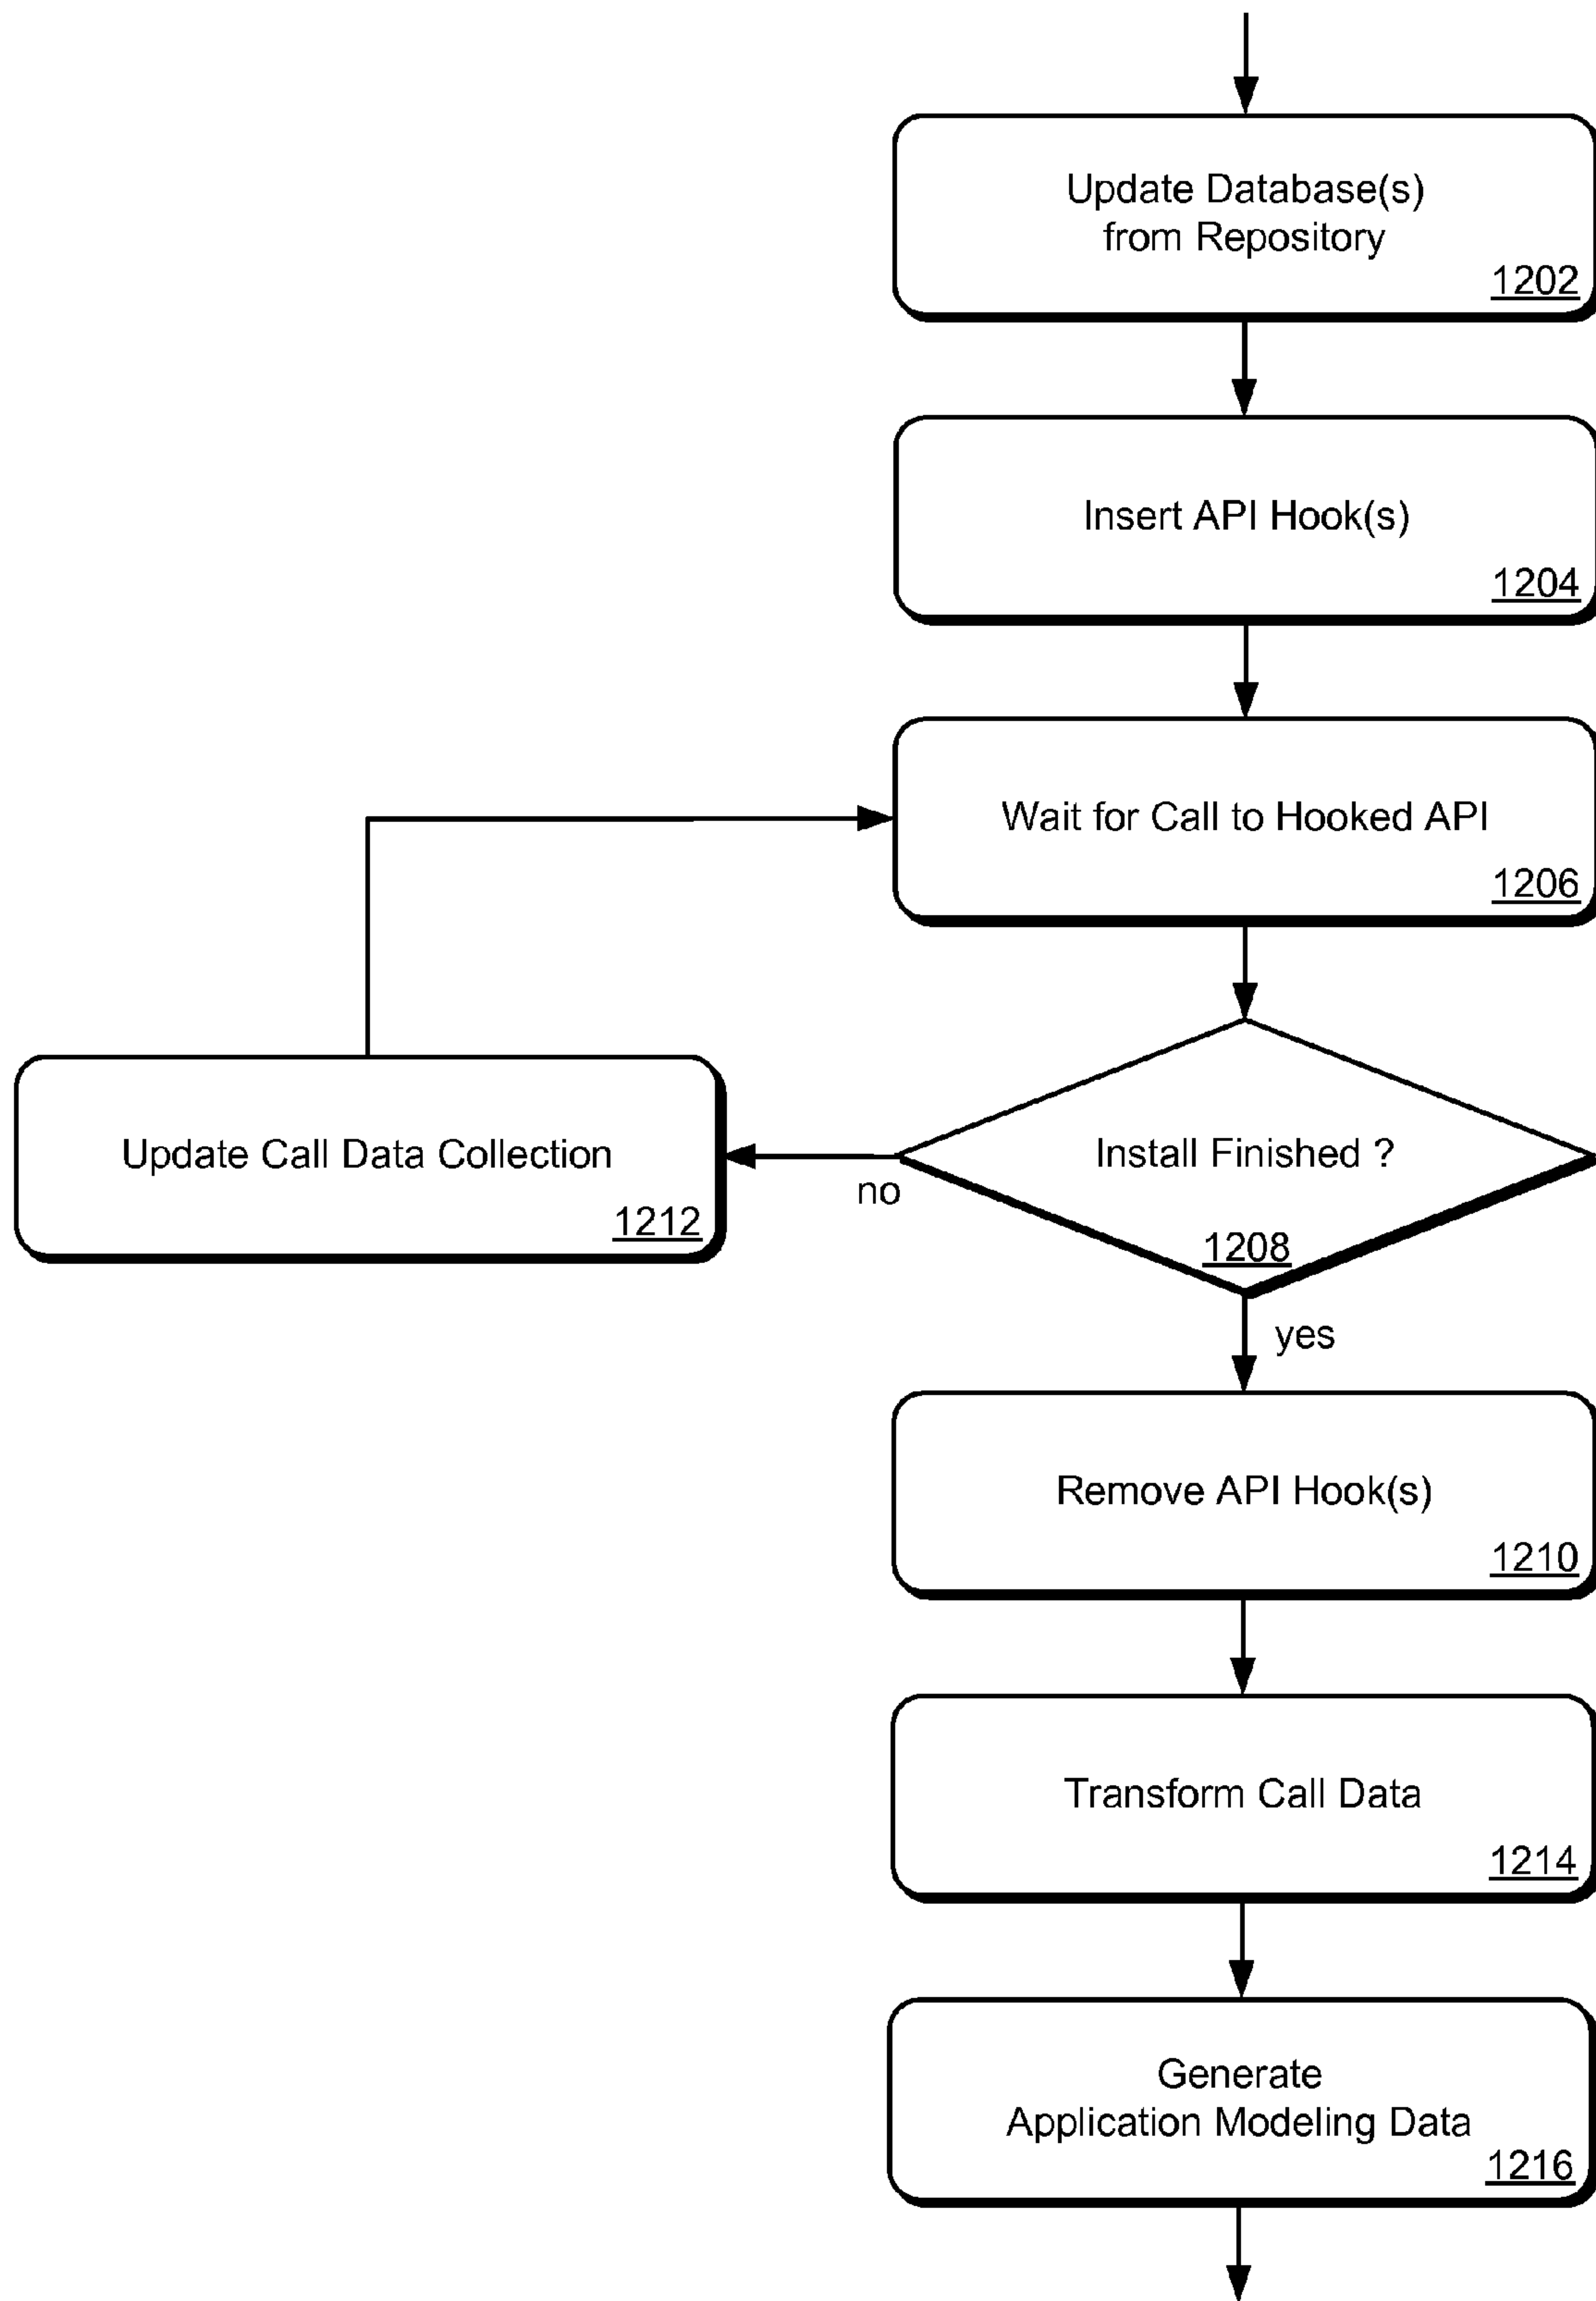 Update Database(s)
from Repository
1202
Insert API Hook(s)
1204
Wait for Call to Hooked API
1206
Install Finished ?
1208
no
Update Call Data Collection
1212
yes
Remove API Hook(s)
1210
Transform Call Data
1214
Generate
Application Modeling Data
1216